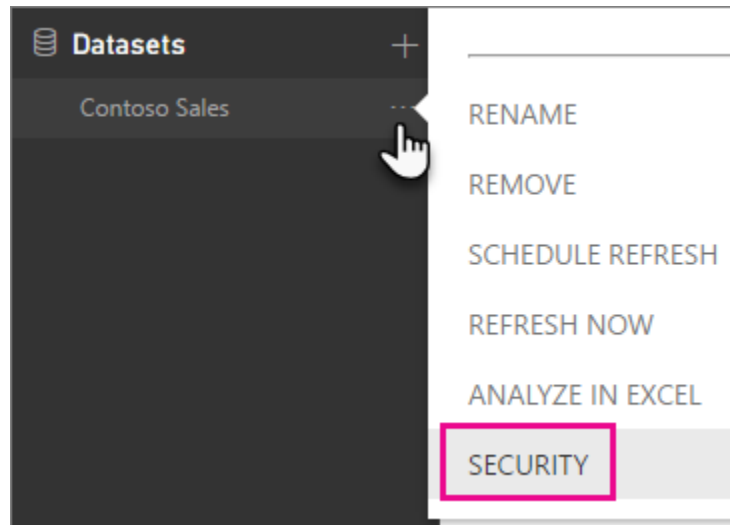 Datasets
Contoso Sales
RENAME
REMOVE
SCHEDULE REFRESH
REFRESH NOW
ANALYZE IN EXCEL
SECURITY